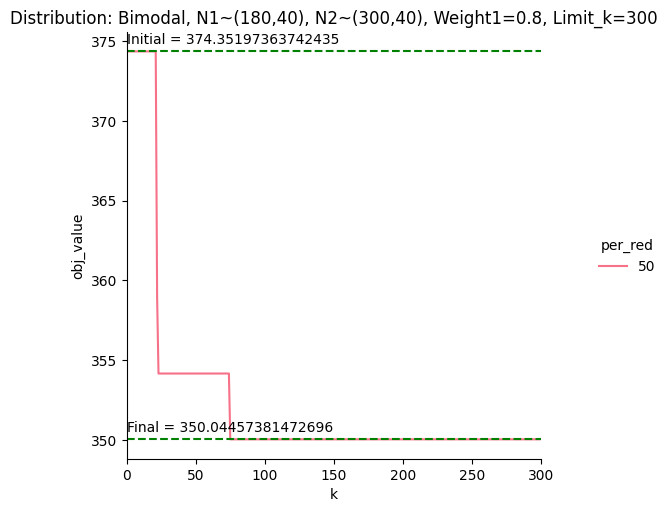 Distribution: Bimodal, N1~(180,40), N2~(300,40), Weight1=0.8, Limit_k=300
375
Initial = 374.35197363742435
370
365
obj_value
360
355
350
Final = 350.04457381472696
0 50 100 150 200 250 300
k
per_red
50